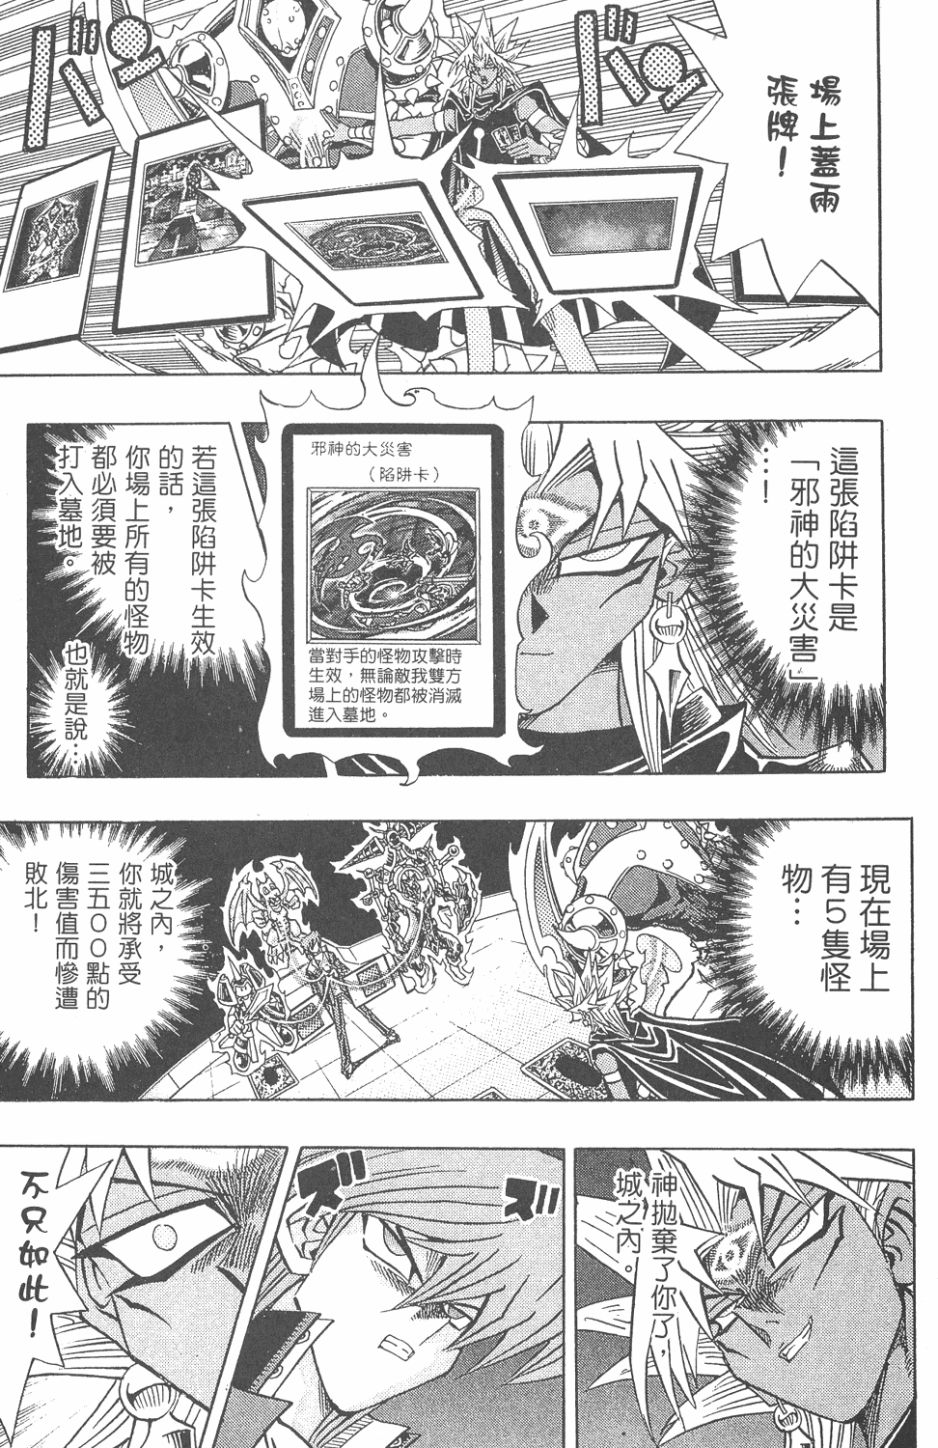 場上蓋兩
張牌！
ドン
ドン
這張陷阱卡是
「邪神的大災害」
…！
邪神的大災害
（陷阱卡）
當對手的怪物攻擊時
生效，無論敵我雙方
場上的怪物都被消滅
進入墓地。
若這張陷阱卡生效
的話，
你場上所有的怪物
都必須要被
打入墓地。
也就是說…
現在場上
有5隻怪
物…
城之內，
你就將承受
三五００點的
傷害值而慘遭
敗北！
神拋棄了你了，
城之內。
ズ
ズ
不只如此！